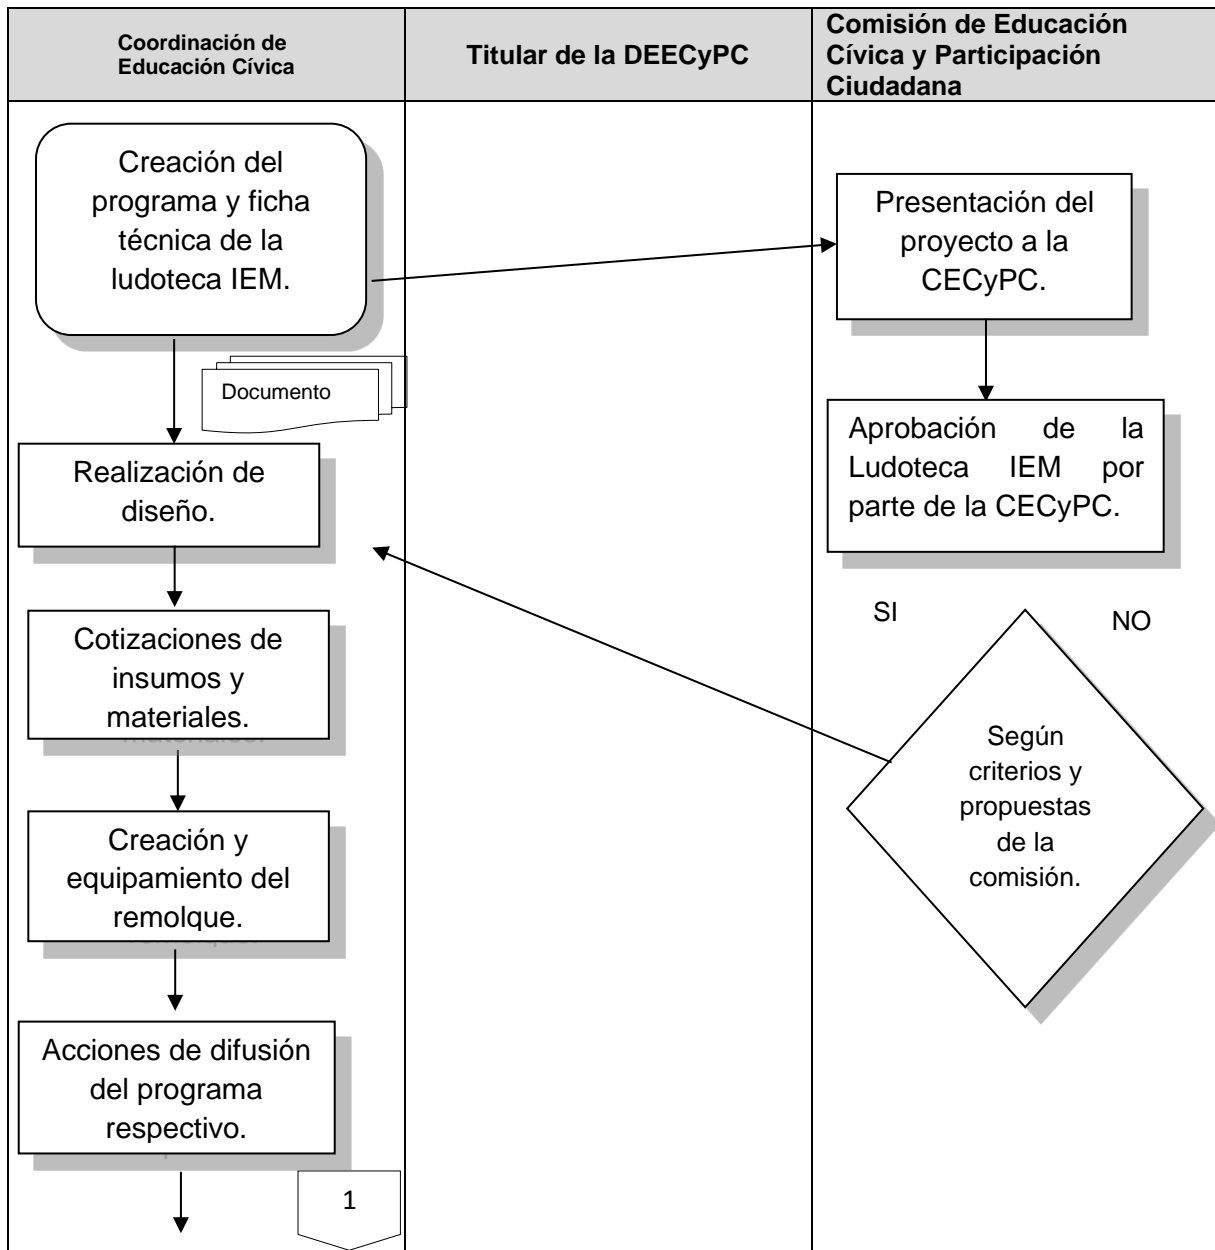 Coordinación de
Educación Cívica
Titular de la DEECyPC
Comisión de Educación
Cívica y Participación
Ciudadana
Creación del
programa y ficha
técnica de la
ludoteca IEM.
Documento
Realización de
diseño.
Cotizaciones de
insumos y
materiales.
Creación y
equipamiento del
remolque.
Acciones de difusión
del programa
respectivo.
1
Presentación del
proyecto a la
CECyPC.
Aprobación de la
Ludoteca IEM por
parte de la CECyPC.
SI
NO
Según
criterios y
propuestas
de la
comisión.